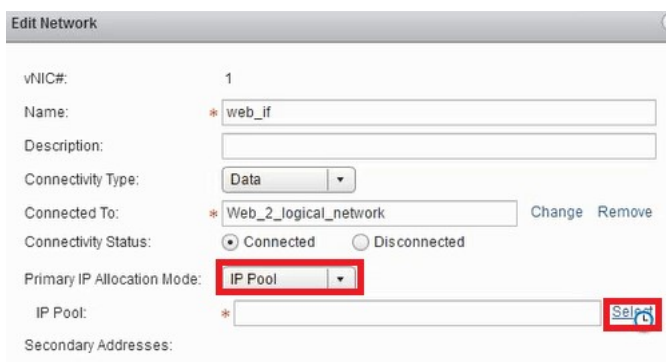 Edit Network
vNIC#: 1
Name: * web_if
Description:
Connectivity Type: Data
Connected To: * Web_2_logical_network Change Remove
Connectivity Status: Connected Disconnected
Primary IP Allocation Mode: IP Pool
IP Pool: * Select
Secondary Addresses: